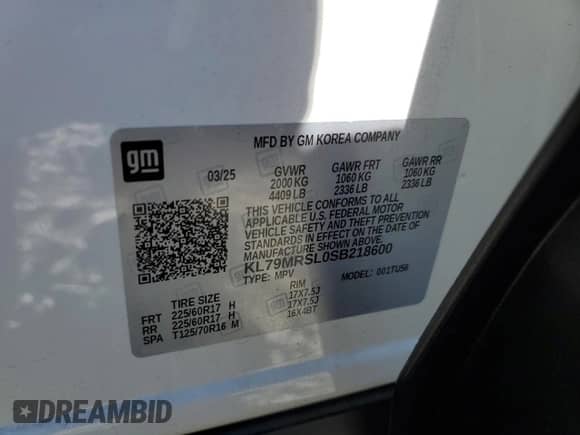 MFD BY GM KOREA COMPANY
gm
03/25
GVWR GAWR FRT GAWR RR
2000 KG 1060 KG 1060 KG
4409 LB 2336 LB 2336 LB
THIS VEHICLE CONFORMS TO ALL
APPLICABLE U.S. FEDERAL MOTOR
VEHICLE SAFETY AND THEFT PREVENTION
STANDARDS IN EFFECT ON THE DATE OF
MANUFACTURE SHOWN ABOVE.
KL79MRSL0SB218600
TYPE: MPV MODEL: 001TU56
TIRE SIZE RIM
FRT 225/60R17 H 17X7.5J
RR 225/60R17 H 17X7.5J
SPA T125/70R16 M 16X4BT
DREAMBID